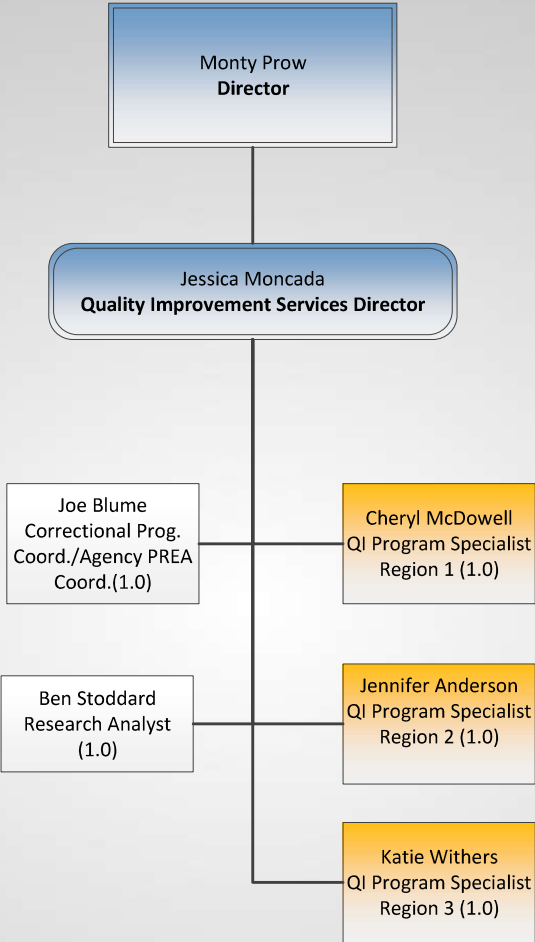 Monty Prow
Director
Jessica Moncada
Quality Improvement Services Director
Joe Blume
Correctional Prog.
Coord./Agency PREA
Coord.(1.0)
Cheryl McDowell
QI Program Specialist
Region 1 (1.0)
Ben Stoddard
Research Analyst
(1.0)
Jennifer Anderson
QI Program Specialist
Region 2 (1.0)
Katie Withers
QI Program Specialist
Region 3 (1.0)